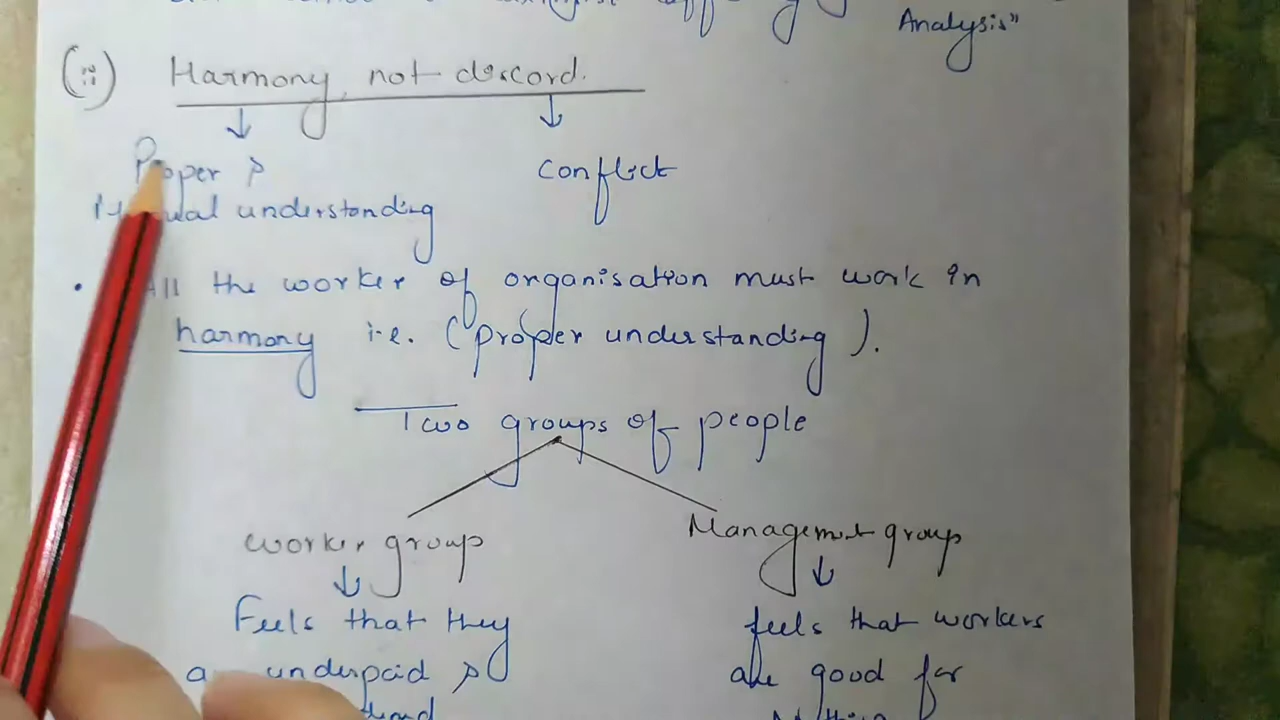 Analysis"
(ii) Harmony, not discord.
↓ ↓
Proper & Conflict
mutual understanding
• All the worker of organisation must work in
harmony i.e. (proper understanding).
Two groups of people
Worker group Management group
↓ ↓
Feels that they feels that workers
underpaid & are good for